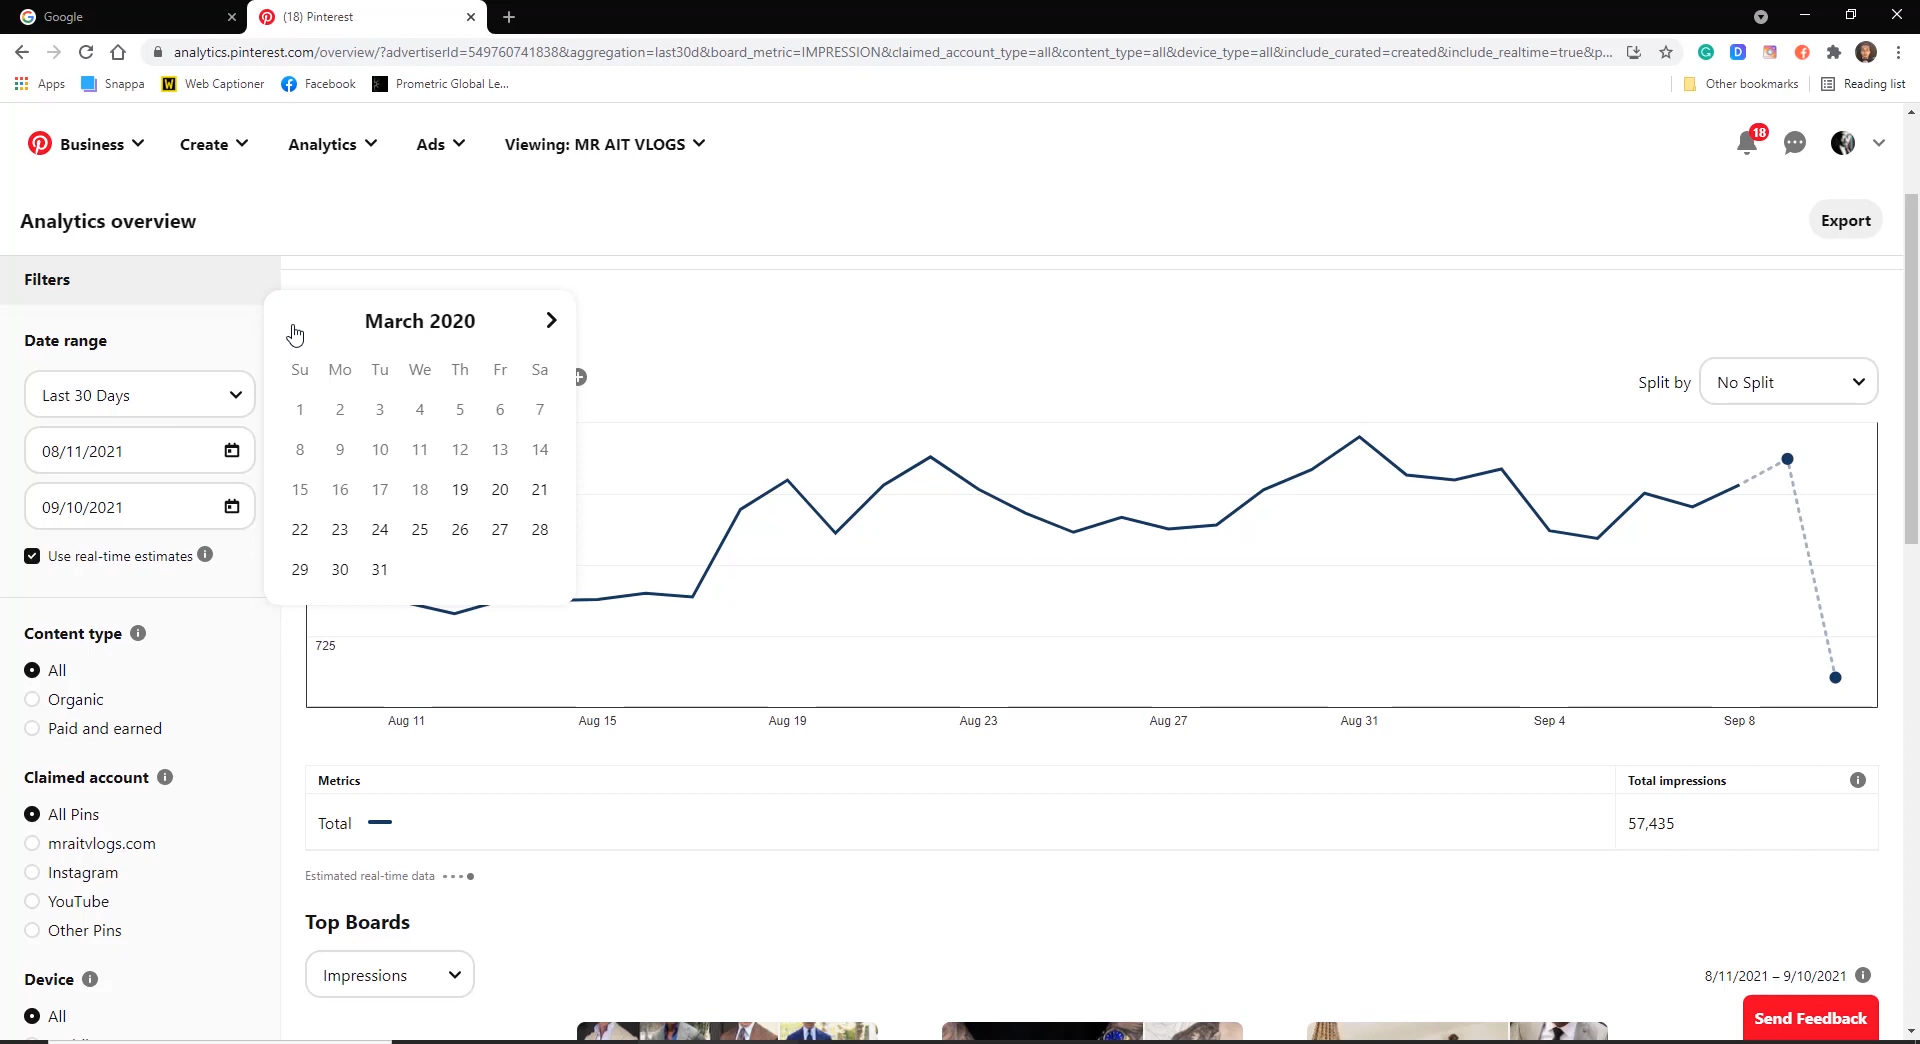 Google
(18) Pinterest
analytics.pinterest.com/overview/?advertiserId=549760741838&aggregation=last30d&board_metric=IMPRESSION&claimed_account_type=all&content_type=all&device_type=all&include_curated=created&include_realtime=true&p...
Apps
Snappa
Web Captioner
Facebook
Prometric Global Le...
Other bookmarks
Reading list
Business
Create
Analytics
Ads
Viewing: MR AIT VLOGS
18
Analytics overview
Export
Filters
Date range
Last 30 Days
08/11/2021
09/10/2021
Use real-time estimates
March 2020
Su Mo Tu We Th Fr Sa
1 2 3 4 5 6 7
8 9 10 11 12 13 14
15 16 17 18 19 20 21
22 23 24 25 26 27 28
29 30 31
Split by
No Split
725
Aug 11 Aug 15 Aug 19 Aug 23 Aug 27 Aug 31 Sep 4 Sep 8
Content type
All
Organic
Paid and earned
Claimed account
All Pins
mraitvlogs.com
Instagram
YouTube
Other Pins
Device
All
Metrics
Total impressions
Total
57,435
Estimated real-time data
Top Boards
Impressions
8/11/2021 – 9/10/2021
Send Feedback